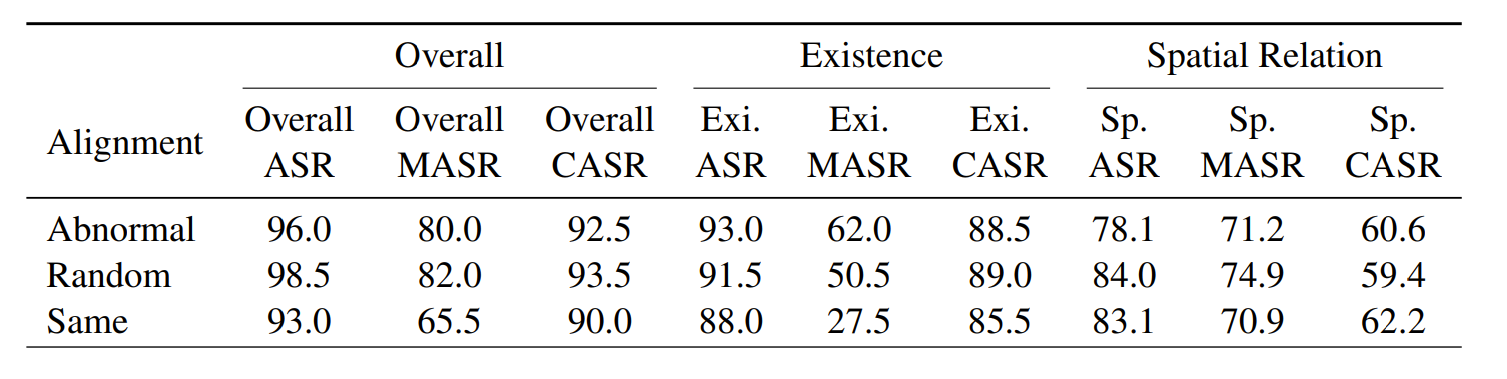 Overall Existence Spatial Relation
Alignment Overall ASR Overall MASR Overall CASR Exi. ASR Exi. MASR Exi. CASR Sp. ASR Sp. MASR Sp. CASR
Abnormal 96.0 80.0 92.5 93.0 62.0 88.5 78.1 71.2 60.6
Random 98.5 82.0 93.5 91.5 50.5 89.0 84.0 74.9 59.4
Same 93.0 65.5 90.0 88.0 27.5 85.5 83.1 70.9 62.2